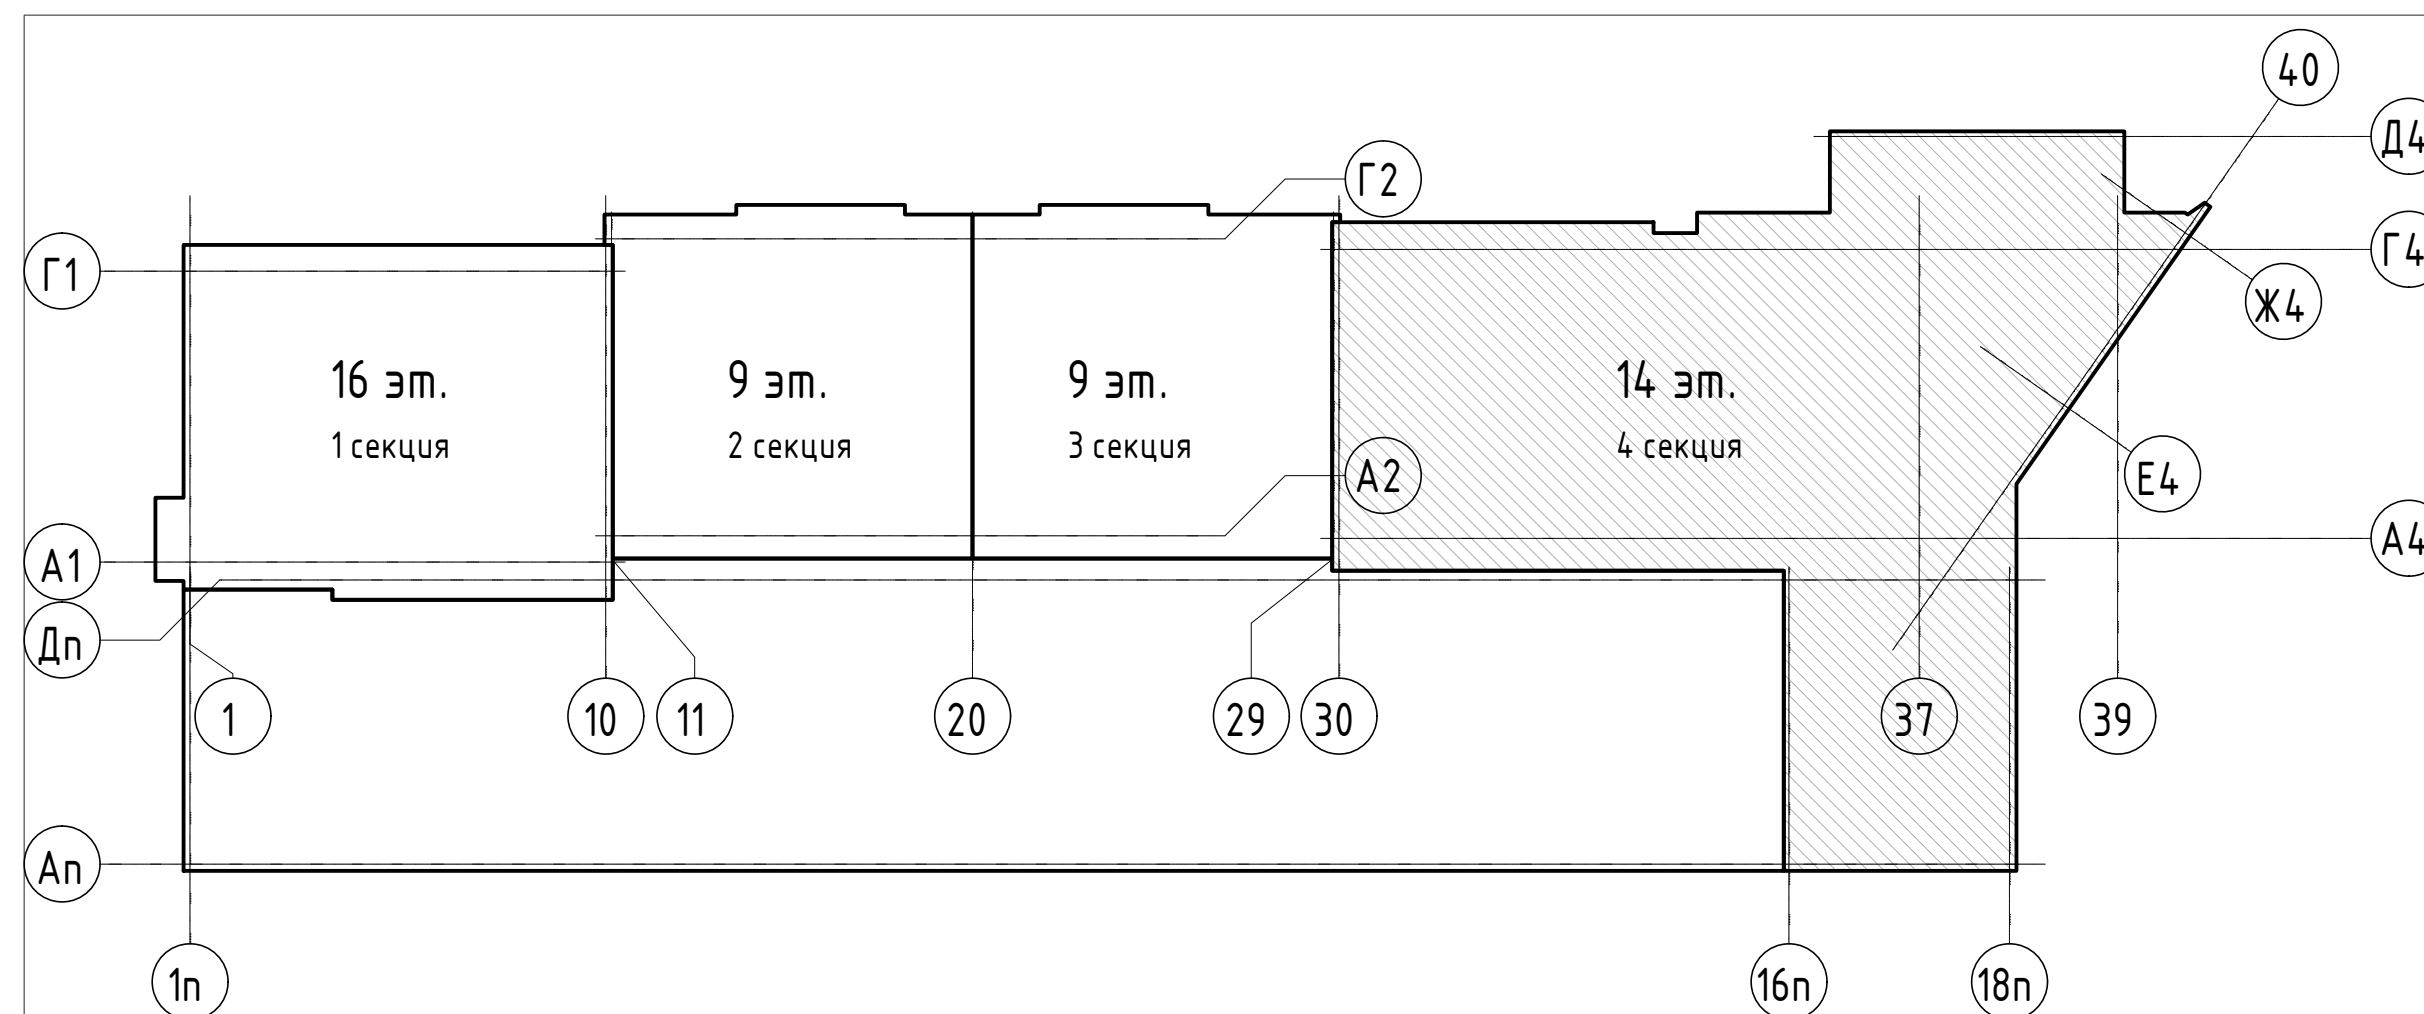 40
Д4
Г2
Г4
Г1
Ж4
16 эт.
9 эт.
9 эт.
14 эт.
1 секция
2 секция
3 секция
4 секция
А2
Е4
А4
А1
Дп
1
10
11
20
29
30
37
39
Ап
1п
16п
18п